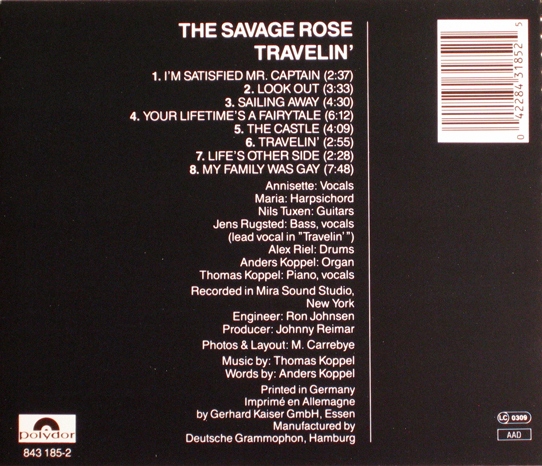 THE SAVAGE ROSE
TRAVELIN'
1. I'M SATISFIED MR. CAPTAIN (2:37)
2. LOOK OUT (3:33)
3. SAILING AWAY (4:30)
4. YOUR LIFETIME'S A FAIRYTALE (6:12)
5. THE CASTLE (4:09)
6. TRAVELIN' (2:55)
7. LIFE'S OTHER SIDE (2:28)
8. MY FAMILY WAS GAY (7:48)
Annisette: Vocals
Maria: Harpsichord
Nils Tuxen: Guitars
Jens Rugsted: Bass, vocals
(lead vocal in "Travelin'")
Alex Riel: Drums
Anders Koppel: Organ
Thomas Koppel: Piano, vocals
Recorded in Mira Sound Studio,
New York
Engineer: Ron Johnsen
Producer: Johnny Reimar
Photos & Layout: M. Carrebye
Music by: Thomas Koppel
Words by: Anders Koppel
Printed in Germany
Imprimé en Allemagne
by Gerhard Kaiser GmbH, Essen
Manufactured by
Deutsche Grammophon, Hamburg
polydor
843 185-2
0 42284 31852 5
LC 0309
AAD